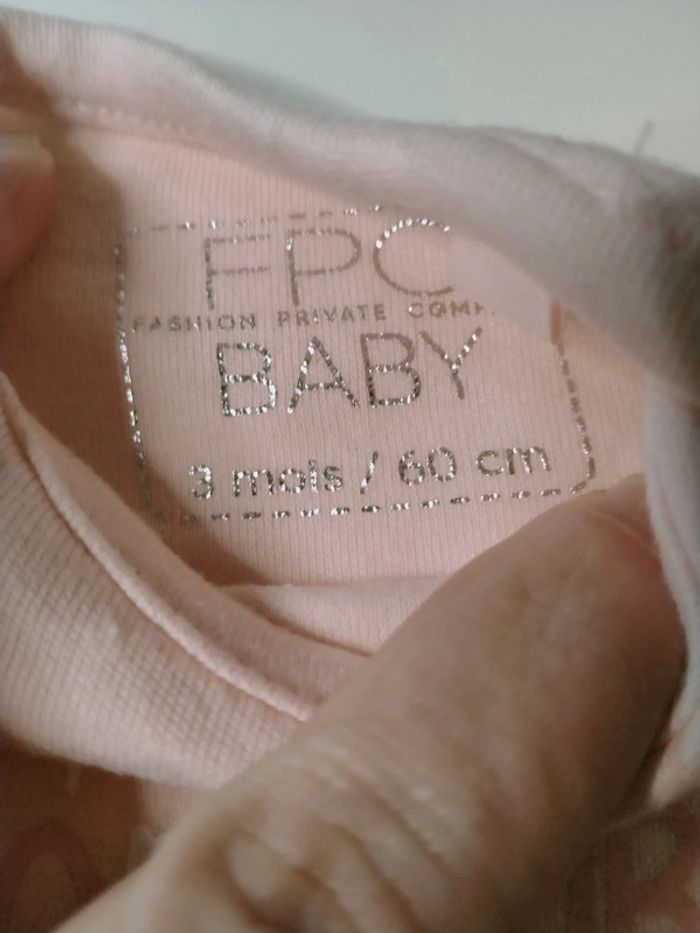 FPC
FASHION PRIVATE
BABY
3 mois / 60 cm